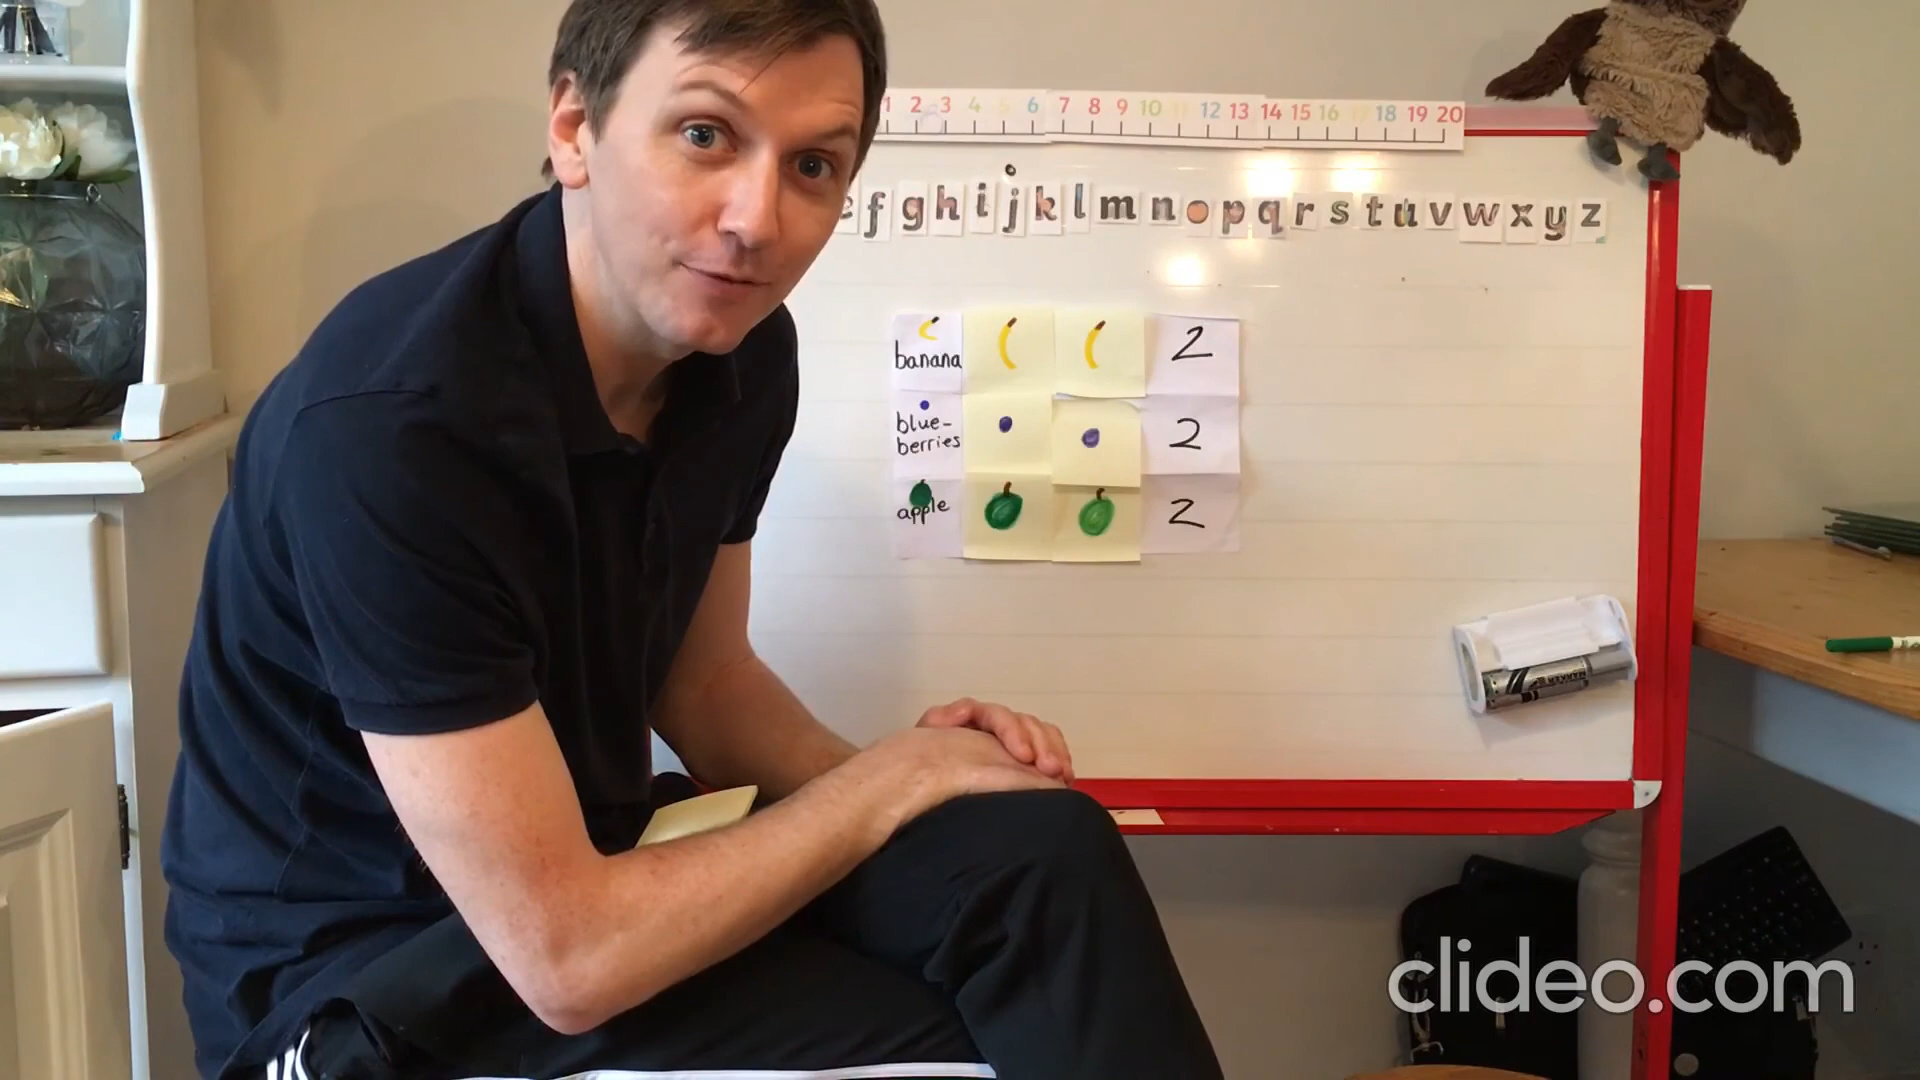 1 2 3 4 5 6 7 8 9 10 11 12 13 14 15 16 17 18 19 20
e f g h i j k l m n o p q r s t u v w x y z
banana 2
blue-
berries 2
apple 2
MARKER
clideo.com